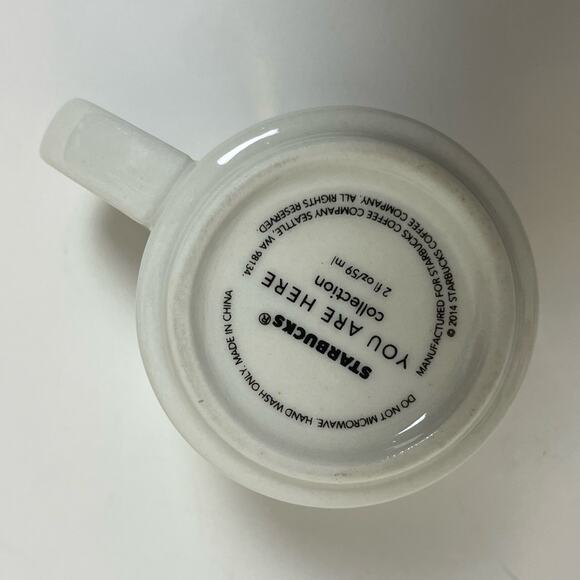 DO NOT MICROWAVE. HAND WASH ONLY. MADE IN CHINA
STARBUCKS®
YOU ARE HERE
collection
2 fl oz/59 ml
MANUFACTURED FOR STARBUCKS COFFEE COMPANY SEATTLE, WA 98134.
© 2014 STARBUCKS COFFEE COMPANY. ALL RIGHTS RESERVED